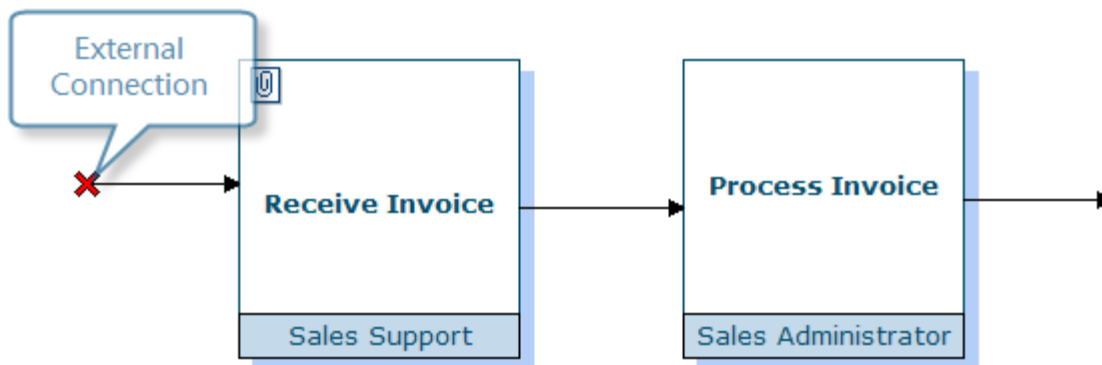 External
Connection
Receive Invoice
Sales Support
Process Invoice
Sales Administrator